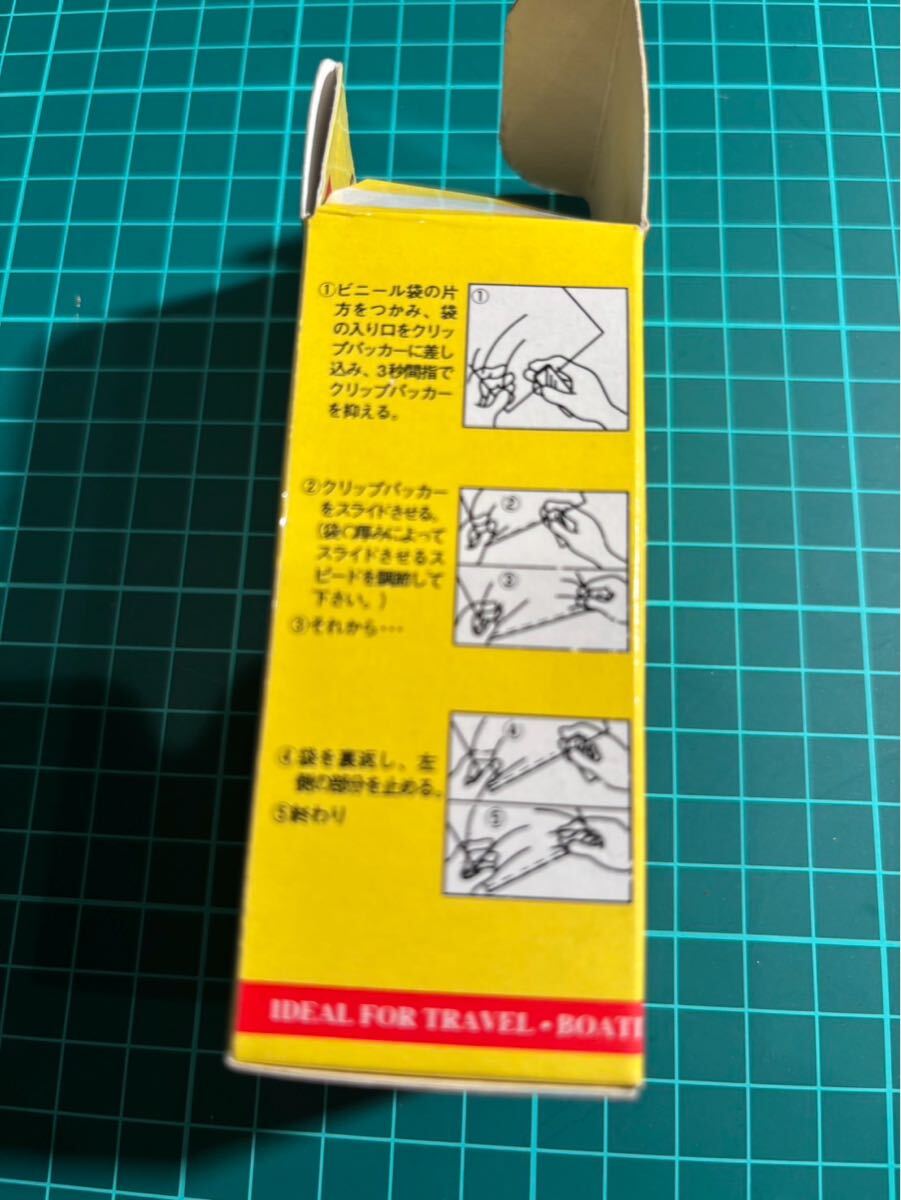 ①ビニール袋の片
方をつかみ、袋
の入り口をクリッ
プパッカーに差し
込み、3秒間指で
クリップパッカー
を抑える。
①
②クリップパッカー
をスライドさせる。
(袋の厚みによって
スライドさせるス
ピードを調節して
下さい。)
③それから…
②
③
④袋を裏返し、左
側の部分を止める。
⑤終わり
④
⑤
IDEAL FOR TRAVEL • BOATI